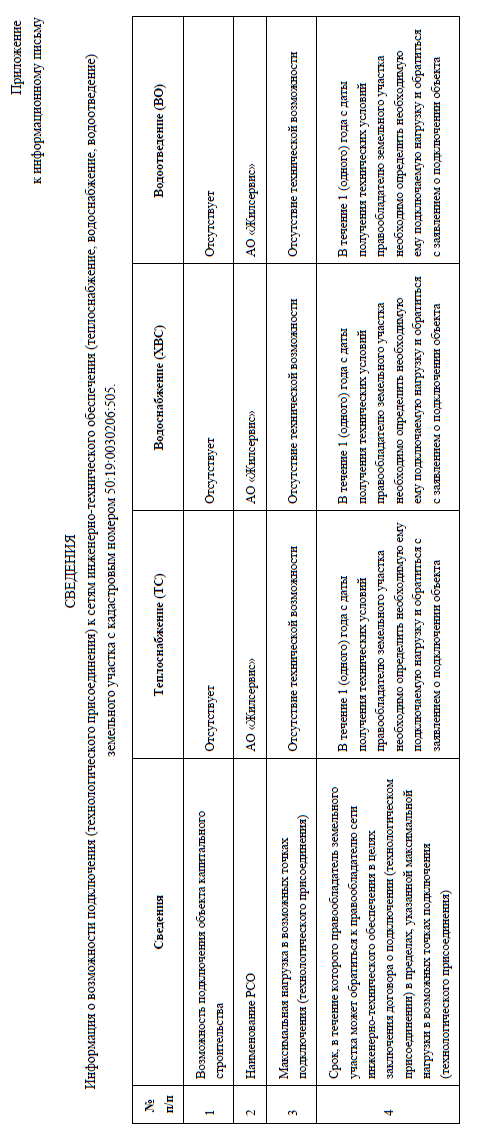 Приложение
к информационному письму
СВЕДЕНИЯ
Информация о возможности подключения (технологического присоединения) к сетям инженерно-технического обеспечения (теплоснабжение, водоснабжение, водоотведение)
земельного участка с кадастровым номером 50:19:0030206:505.
№
п/п
Сведения
Теплоснабжение (ТС)
Водоснабжение (ХВС)
Водоотведение (ВО)
1
Возможность подключения объекта капитального
строительства
Отсутствует
Отсутствует
Отсутствует
2
Наименование РСО
АО «Жилсервис»
АО «Жилсервис»
АО «Жилсервис»
3
Максимальная нагрузка в возможных точках
подключения (технологического присоединения)
Отсутствие технической возможности
Отсутствие технической возможности
Отсутствие технической возможности
4
Срок, в течение которого правообладатель земельного
участка может обратиться к правообладателю сети
инженерно-технического обеспечения в целях
заключения договора о подключении (технологическом
присоединении) в пределах, указанной максимальной
нагрузки в возможных точках подключения
(технологического присоединения)
В течение 1 (одного) года с даты
получения технических условий
правообладателю земельного участка
необходимо определить необходимую ему
подключаемую нагрузку и обратиться с
заявлением о подключении объекта
В течение 1 (одного) года с даты
получения технических условий
правообладателю земельного участка
необходимо определить необходимую
ему подключаемую нагрузку и обратиться
с заявлением о подключении объекта
В течение 1 (одного) года с даты
получения технических условий
правообладателю земельного участка
необходимо определить необходимую
ему подключаемую нагрузку и обратиться
с заявлением о подключении объекта